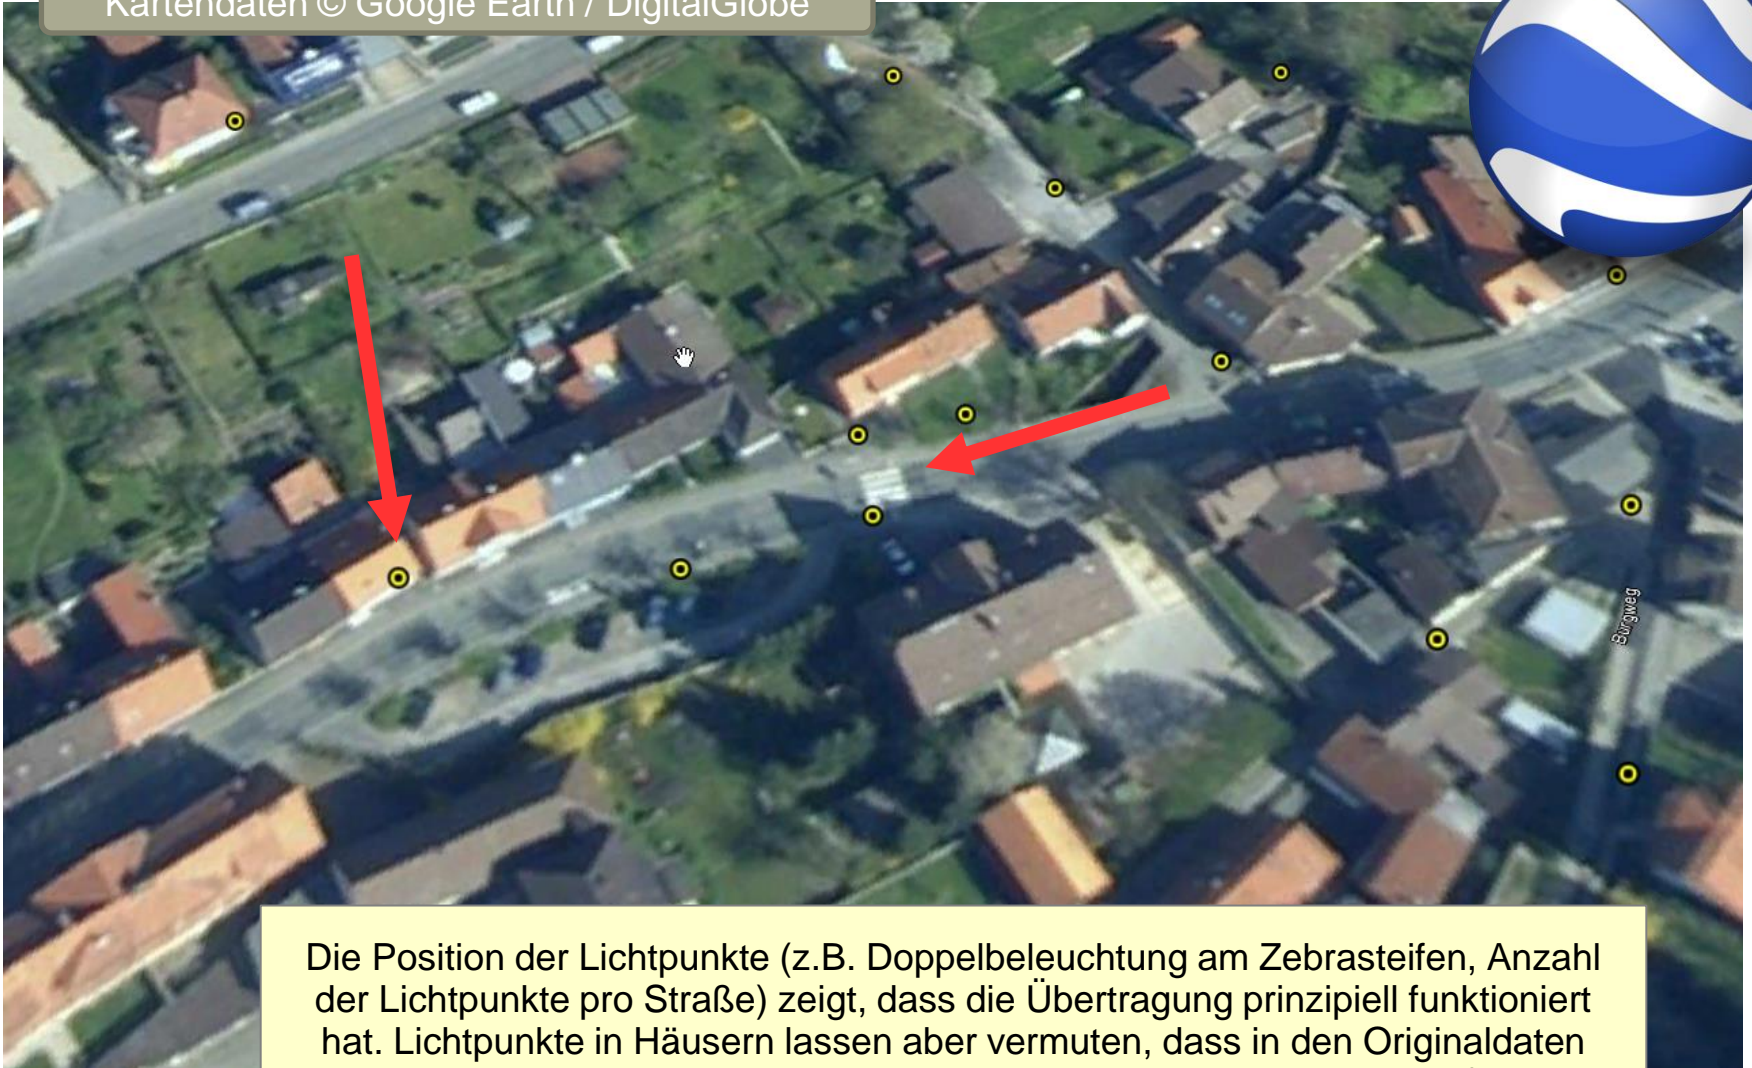 Kartendaten © Google Earth / DigitalGlobe
Burgweg
Die Position der Lichtpunkte (z.B. Doppelbeleuchtung am Zebrasteifen, Anzahl
der Lichtpunkte pro Straße) zeigt, dass die Übertragung prinzipiell funktioniert
hat. Lichtpunkte in Häusern lassen aber vermuten, dass in den Originaldaten